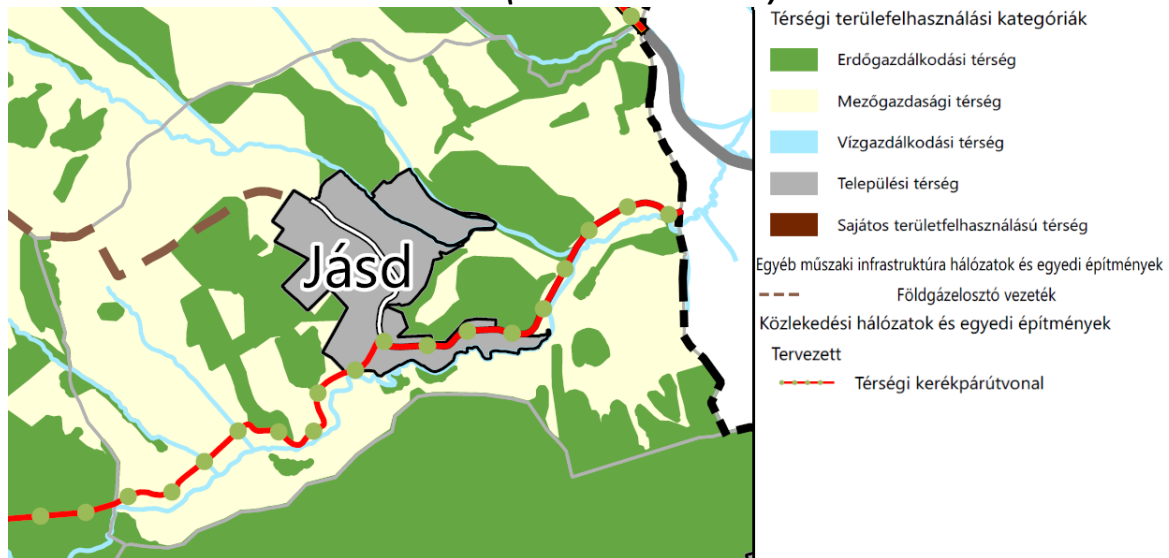 Térségi terülefelhasználási kategóriák
Erdőgazdálkodási térség
Mezőgazdasági térség
Vízgazdálkodási térség
Települési térség
Sajátos területfelhasználású térség
Egyéb műszaki infrastruktúra hálózatok és egyedi építmények
Földgázelosztó vezeték
Közlekedési hálózatok és egyedi építmények
Tervezett
Térségi kerékpárútvonal
Jásd